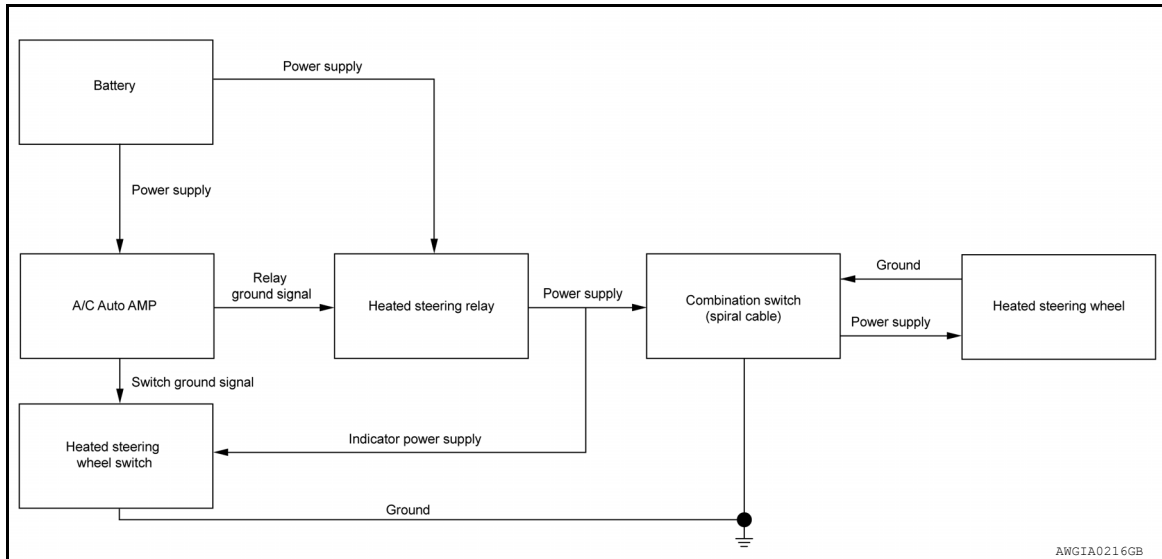 Power supply
Battery
Power supply
A/C Auto AMP
Relay
ground signal
Heated steering relay
Power supply
Combination switch
(spiral cable)
Ground
Power supply
Heated steering wheel
Switch ground signal
Heated steering
wheel switch
Indicator power supply
Ground
AWGIA0216GB